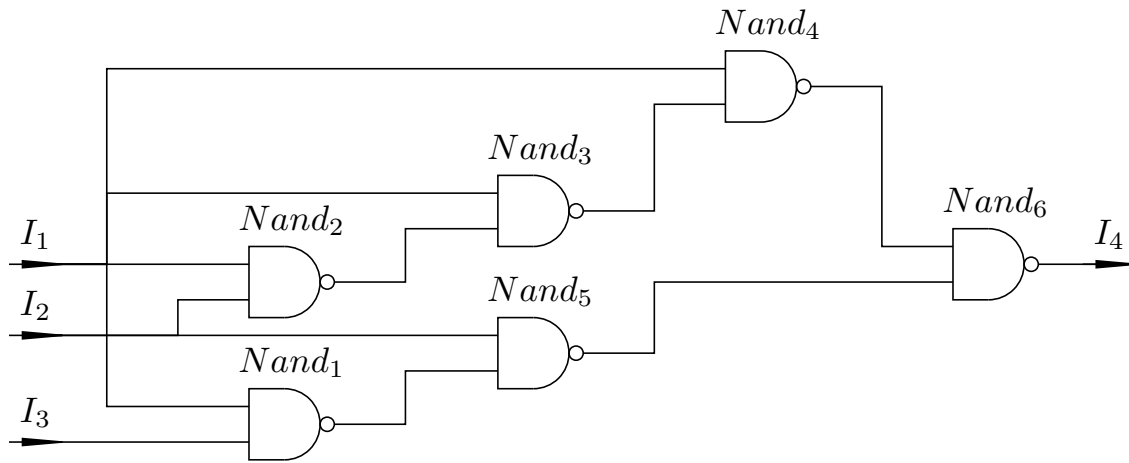 Nand₄
Nand₃
Nand₂
Nand₆
I₁
I₄
I₂
Nand₅
Nand₁
I₃